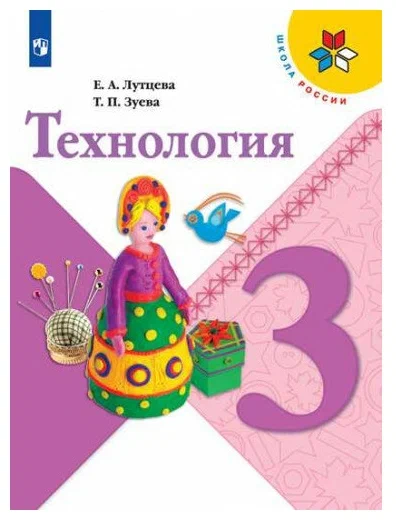 Е. А. Лутцева
Т. П. Зуева
ШКОЛА РОССИИ
Технология
3